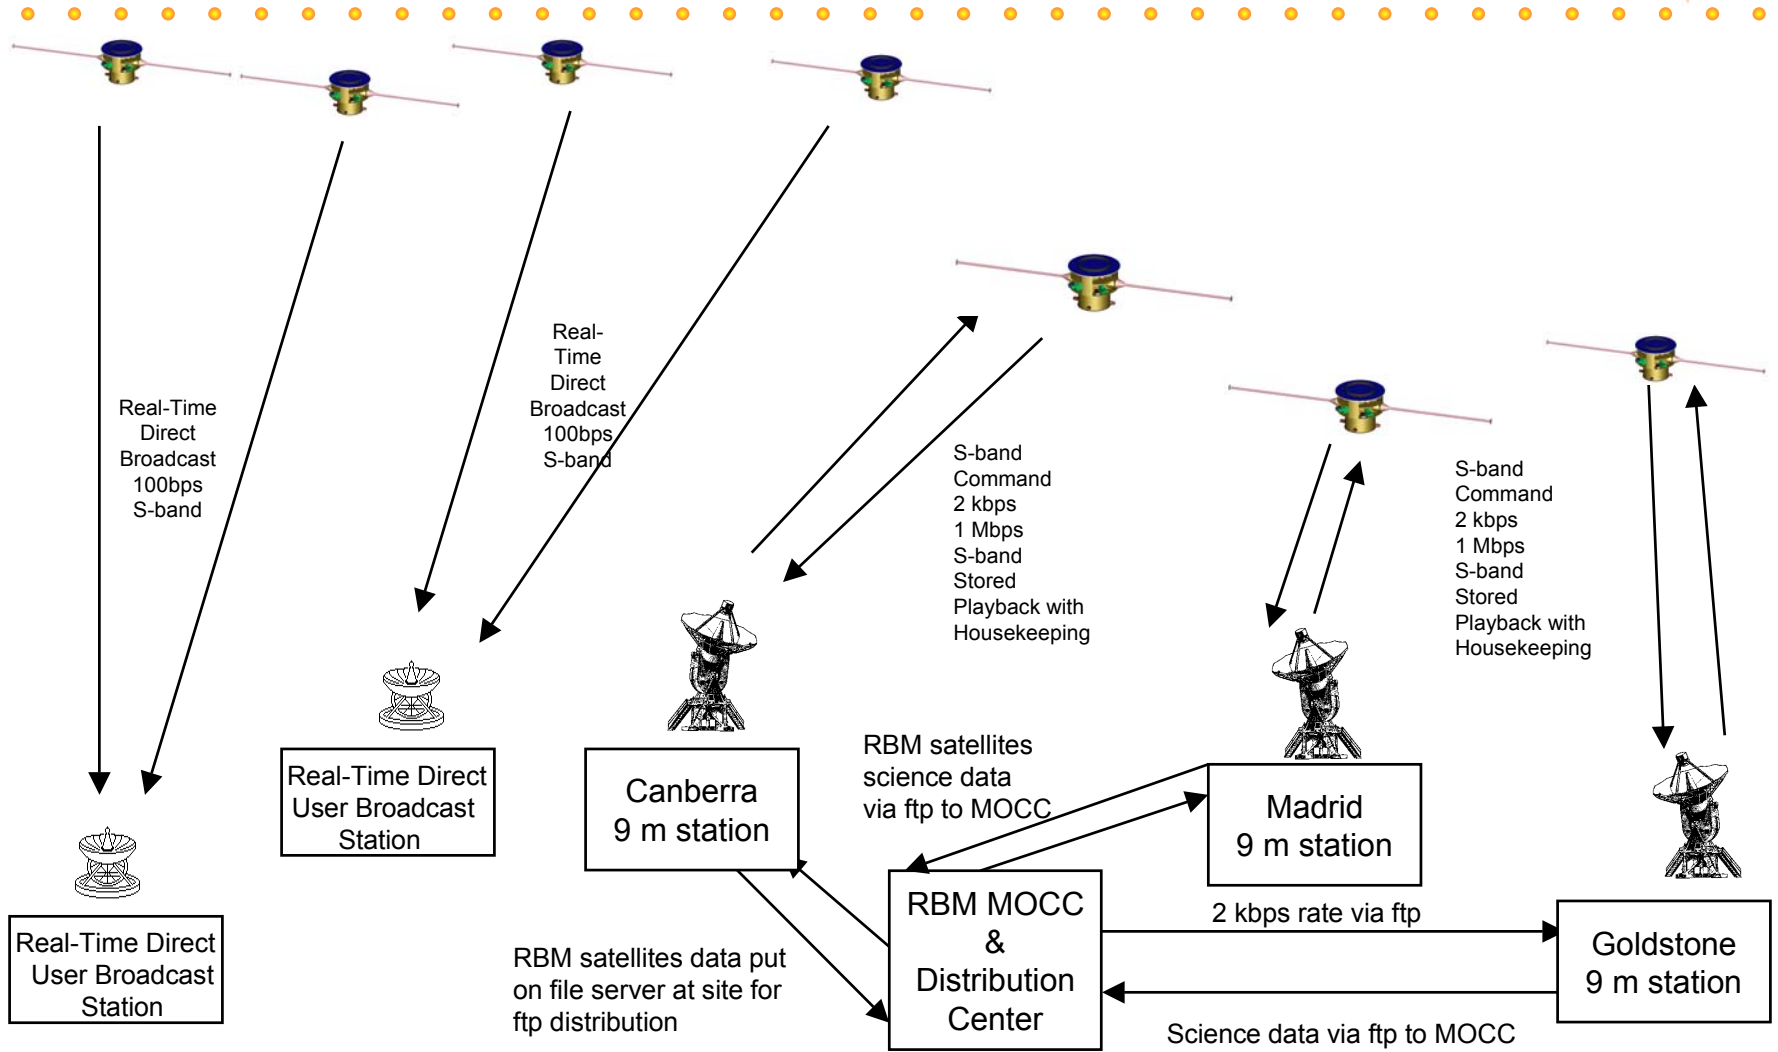 Real-Time
Direct
Broadcast
100bps
S-band
Real-
Time
Direct
Broadcast
100bps
S-band
S-band
Command
2 kbps
1 Mbps
S-band
Stored
Playback with
Housekeeping
S-band
Command
2 kbps
1 Mbps
S-band
Stored
Playback with
Housekeeping
Real-Time Direct
User Broadcast
Station
Real-Time Direct
User Broadcast
Station
Canberra
9 m station
RBM satellites
science data
via ftp to MOCC
Madrid
9 m station
RBM satellites data put
on file server at site for
ftp distribution
RBM MOCC
&
Distribution
Center
2 kbps rate via ftp
Goldstone
9 m station
Science data via ftp to MOCC